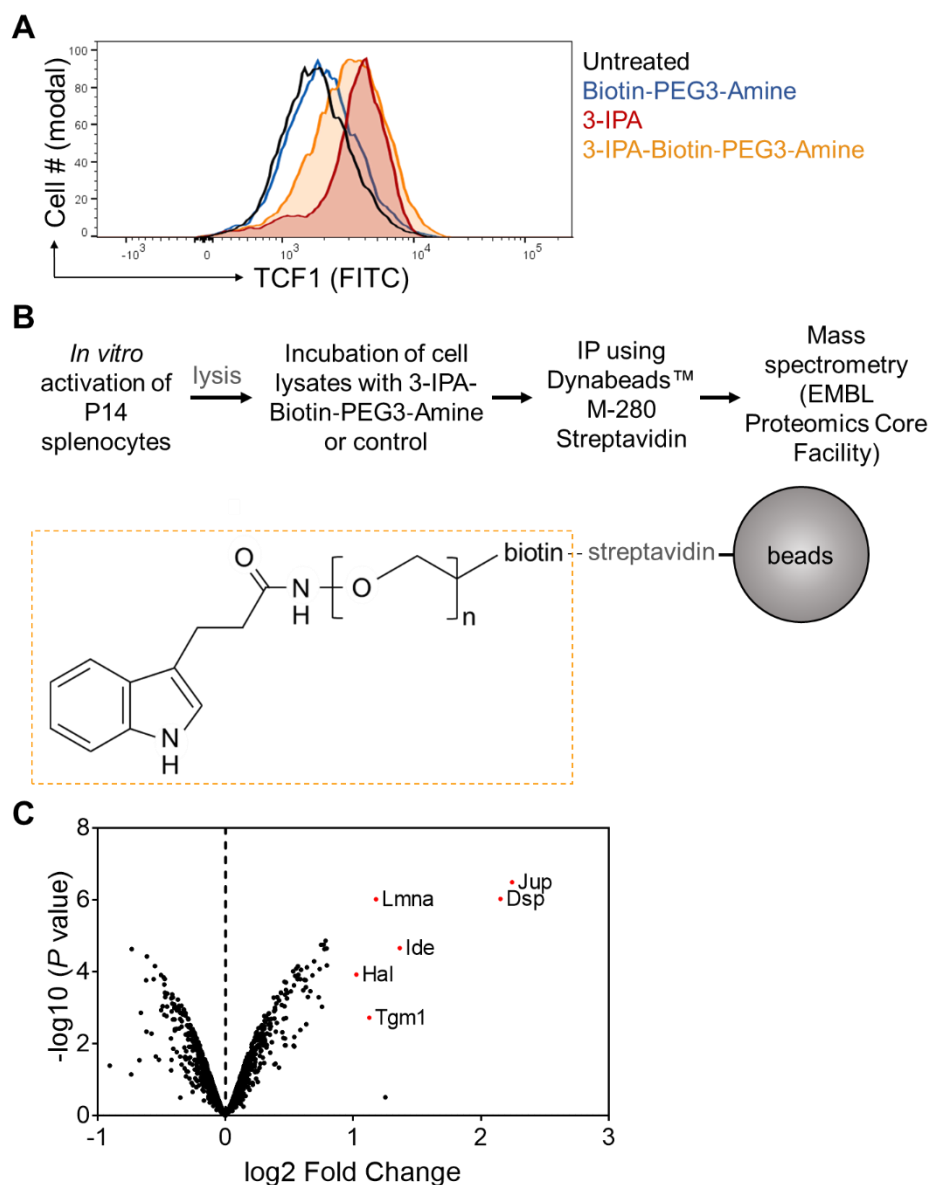 A
100
80
60
40
20
0
Cell # (modal)
-10³
0
10³
10⁴
10⁵
TCF1 (FITC)
Untreated
Biotin-PEG3-Amine
3-IPA
3-IPA-Biotin-PEG3-Amine
B
In vitro
activation of
P14
splenocytes
lysis
Incubation of cell
lysates with 3-IPA-
Biotin-PEG3-Amine
or control
IP using
Dynabeads™
M-280
Streptavidin
Mass
spectrometry
(EMBL
Proteomics Core
Facility)
O
N
H
O
n
biotin
streptavidin
beads
N
H
C
8
6
4
2
0
-log10 (P value)
Jup
Dsp
Lmna
Ide
Hal
Tgm1
-1
0
1
2
3
log2 Fold Change